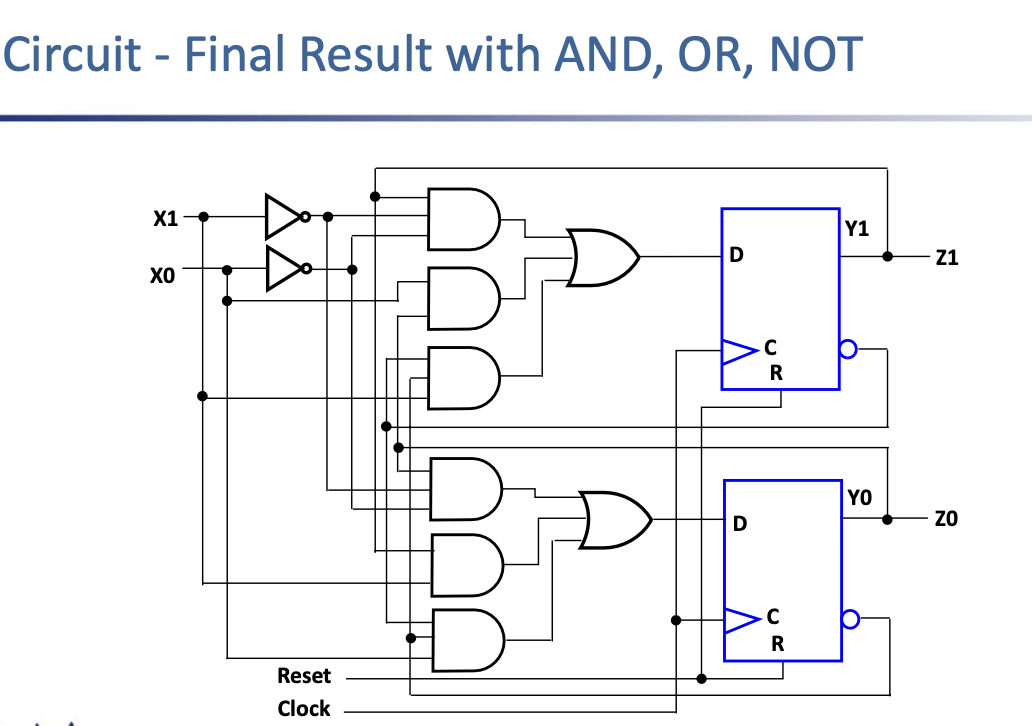 Circuit - Final Result with AND, OR, NOT
X1
X0
D
Y1
Z1
C
R
D
Y0
Z0
C
R
Reset
Clock